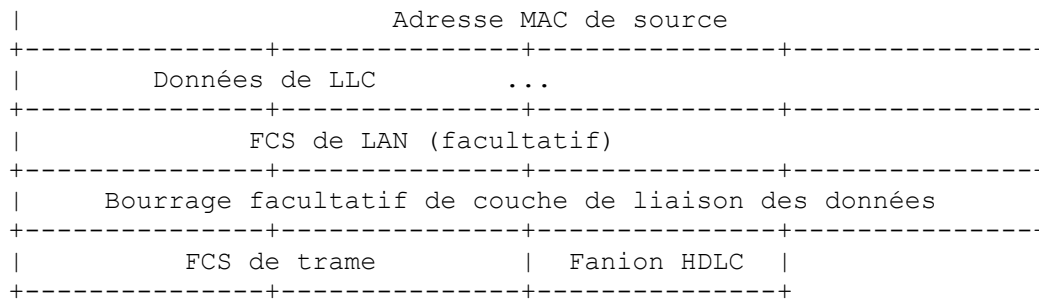 | Adresse MAC de source
+---------------+---------------+---------------+---------------+
| Données de LLC ...
+---------------+---------------+---------------+---------------+
| FCS de LAN (facultatif)
+---------------+---------------+---------------+---------------+
| Bourrage facultatif de couche de liaison des données
+---------------+---------------+---------------+---------------+
| FCS de trame | Fanion HDLC |
+---------------+---------------+---------------+